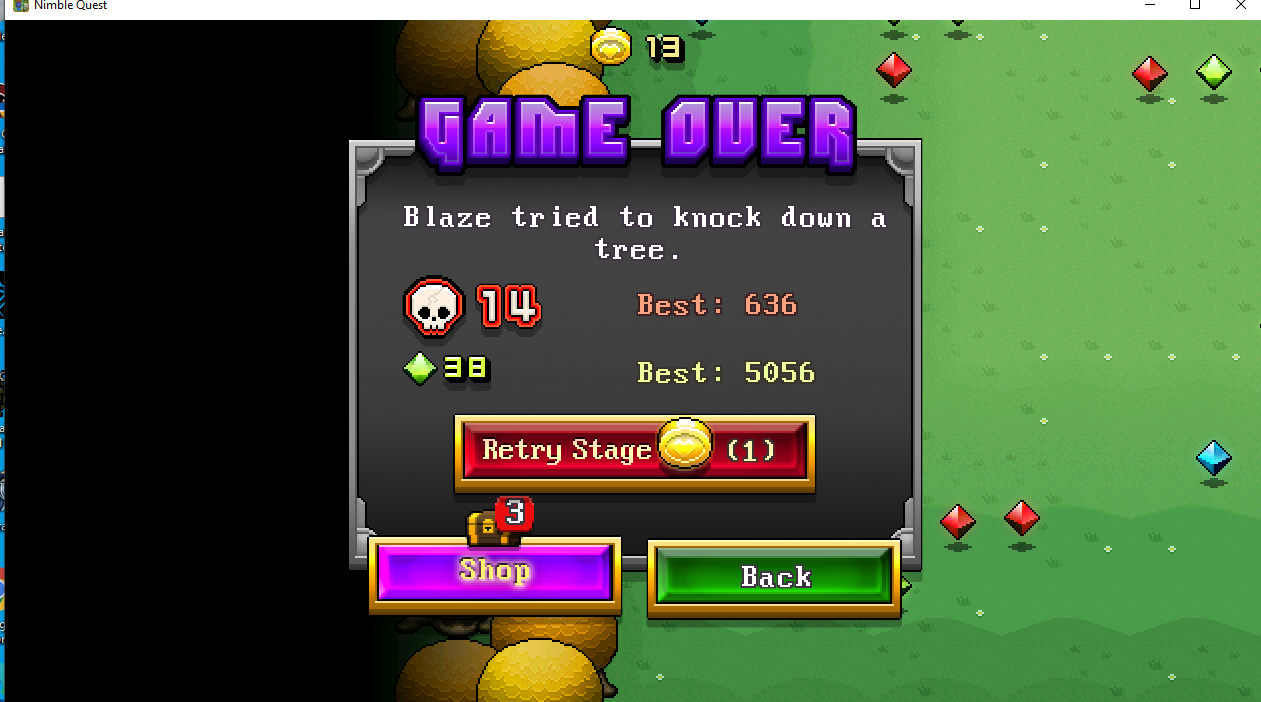 Nimble Quest
13
GAME OVER
Blaze tried to knock down a
tree.
14 Best: 636
38 Best: 5056
Retry Stage (1)
3
Shop
Back